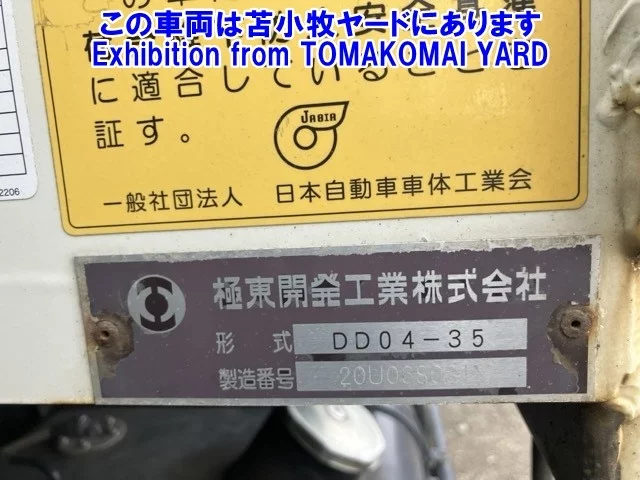 この車両は苫小牧ヤードにあります
Exhibition from TOMAKOMAI YARD
に適合していること
証す。
JABIA
一般社団法人 日本自動車車体工業会
2206
極東開発工業株式会社
形式 DD04-35
製造番号